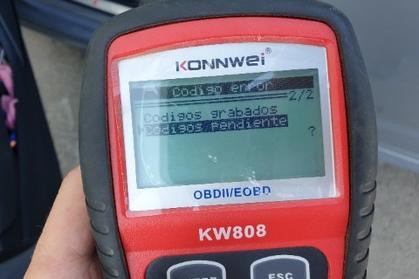 KONNWEI®
Codigo error
2/2
Codigos grabados
Codigos pendiente
?
OBDII/EOBD
KW808
ESC